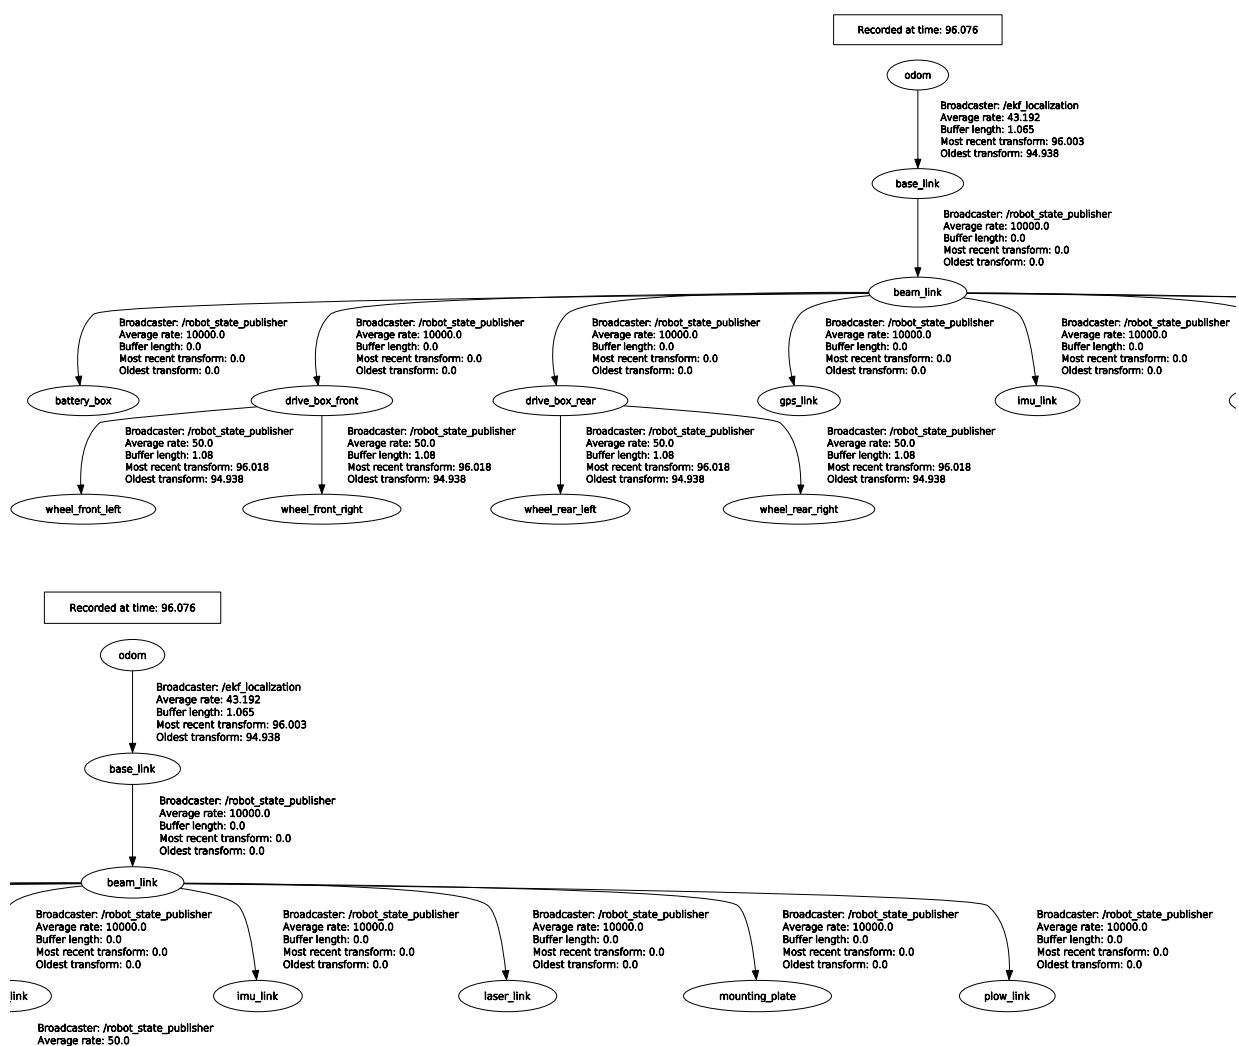 Recorded at time: 96.076
odom
Broadcaster: /ekf_localization
Average rate: 43.192
Buffer length: 1.065
Most recent transform: 96.003
Oldest transform: 94.938
base_link
Broadcaster: /robot_state_publisher
Average rate: 10000.0
Buffer length: 0.0
Most recent transform: 0.0
Oldest transform: 0.0
beam_link
Broadcaster: /robot_state_publisher
Average rate: 10000.0
Buffer length: 0.0
Most recent transform: 0.0
Oldest transform: 0.0
Broadcaster: /robot_state_publisher
Average rate: 10000.0
Buffer length: 0.0
Most recent transform: 0.0
Oldest transform: 0.0
Broadcaster: /robot_state_publisher
Average rate: 10000.0
Buffer length: 0.0
Most recent transform: 0.0
Oldest transform: 0.0
Broadcaster: /robot_state_publisher
Average rate: 10000.0
Buffer length: 0.0
Most recent transform: 0.0
Oldest transform: 0.0
Broadcaster: /robot_state_publisher
Average rate: 10000.0
Buffer length: 0.0
Most recent transform: 0.0
Oldest transform: 0.0
battery_box
drive_box_front
drive_box_rear
gps_link
imu_link
Broadcaster: /robot_state_publisher
Average rate: 50.0
Buffer length: 1.08
Most recent transform: 96.018
Oldest transform: 94.938
Broadcaster: /robot_state_publisher
Average rate: 50.0
Buffer length: 1.08
Most recent transform: 96.018
Oldest transform: 94.938
Broadcaster: /robot_state_publisher
Average rate: 50.0
Buffer length: 1.08
Most recent transform: 96.018
Oldest transform: 94.938
Broadcaster: /robot_state_publisher
Average rate: 50.0
Buffer length: 1.08
Most recent transform: 96.018
Oldest transform: 94.938
wheel_front_left
wheel_front_right
wheel_rear_left
wheel_rear_right
Recorded at time: 96.076
odom
Broadcaster: /ekf_localization
Average rate: 43.192
Buffer length: 1.065
Most recent transform: 96.003
Oldest transform: 94.938
base_link
Broadcaster: /robot_state_publisher
Average rate: 10000.0
Buffer length: 0.0
Most recent transform: 0.0
Oldest transform: 0.0
beam_link
Broadcaster: /robot_state_publisher
Average rate: 10000.0
Buffer length: 0.0
Most recent transform: 0.0
Oldest transform: 0.0
Broadcaster: /robot_state_publisher
Average rate: 10000.0
Buffer length: 0.0
Most recent transform: 0.0
Oldest transform: 0.0
Broadcaster: /robot_state_publisher
Average rate: 10000.0
Buffer length: 0.0
Most recent transform: 0.0
Oldest transform: 0.0
Broadcaster: /robot_state_publisher
Average rate: 10000.0
Buffer length: 0.0
Most recent transform: 0.0
Oldest transform: 0.0
Broadcaster: /robot_state_publisher
Average rate: 10000.0
Buffer length: 0.0
Most recent transform: 0.0
Oldest transform: 0.0
link
imu_link
laser_link
mounting_plate
plow_link
Broadcaster: /robot_state_publisher
Average rate: 50.0